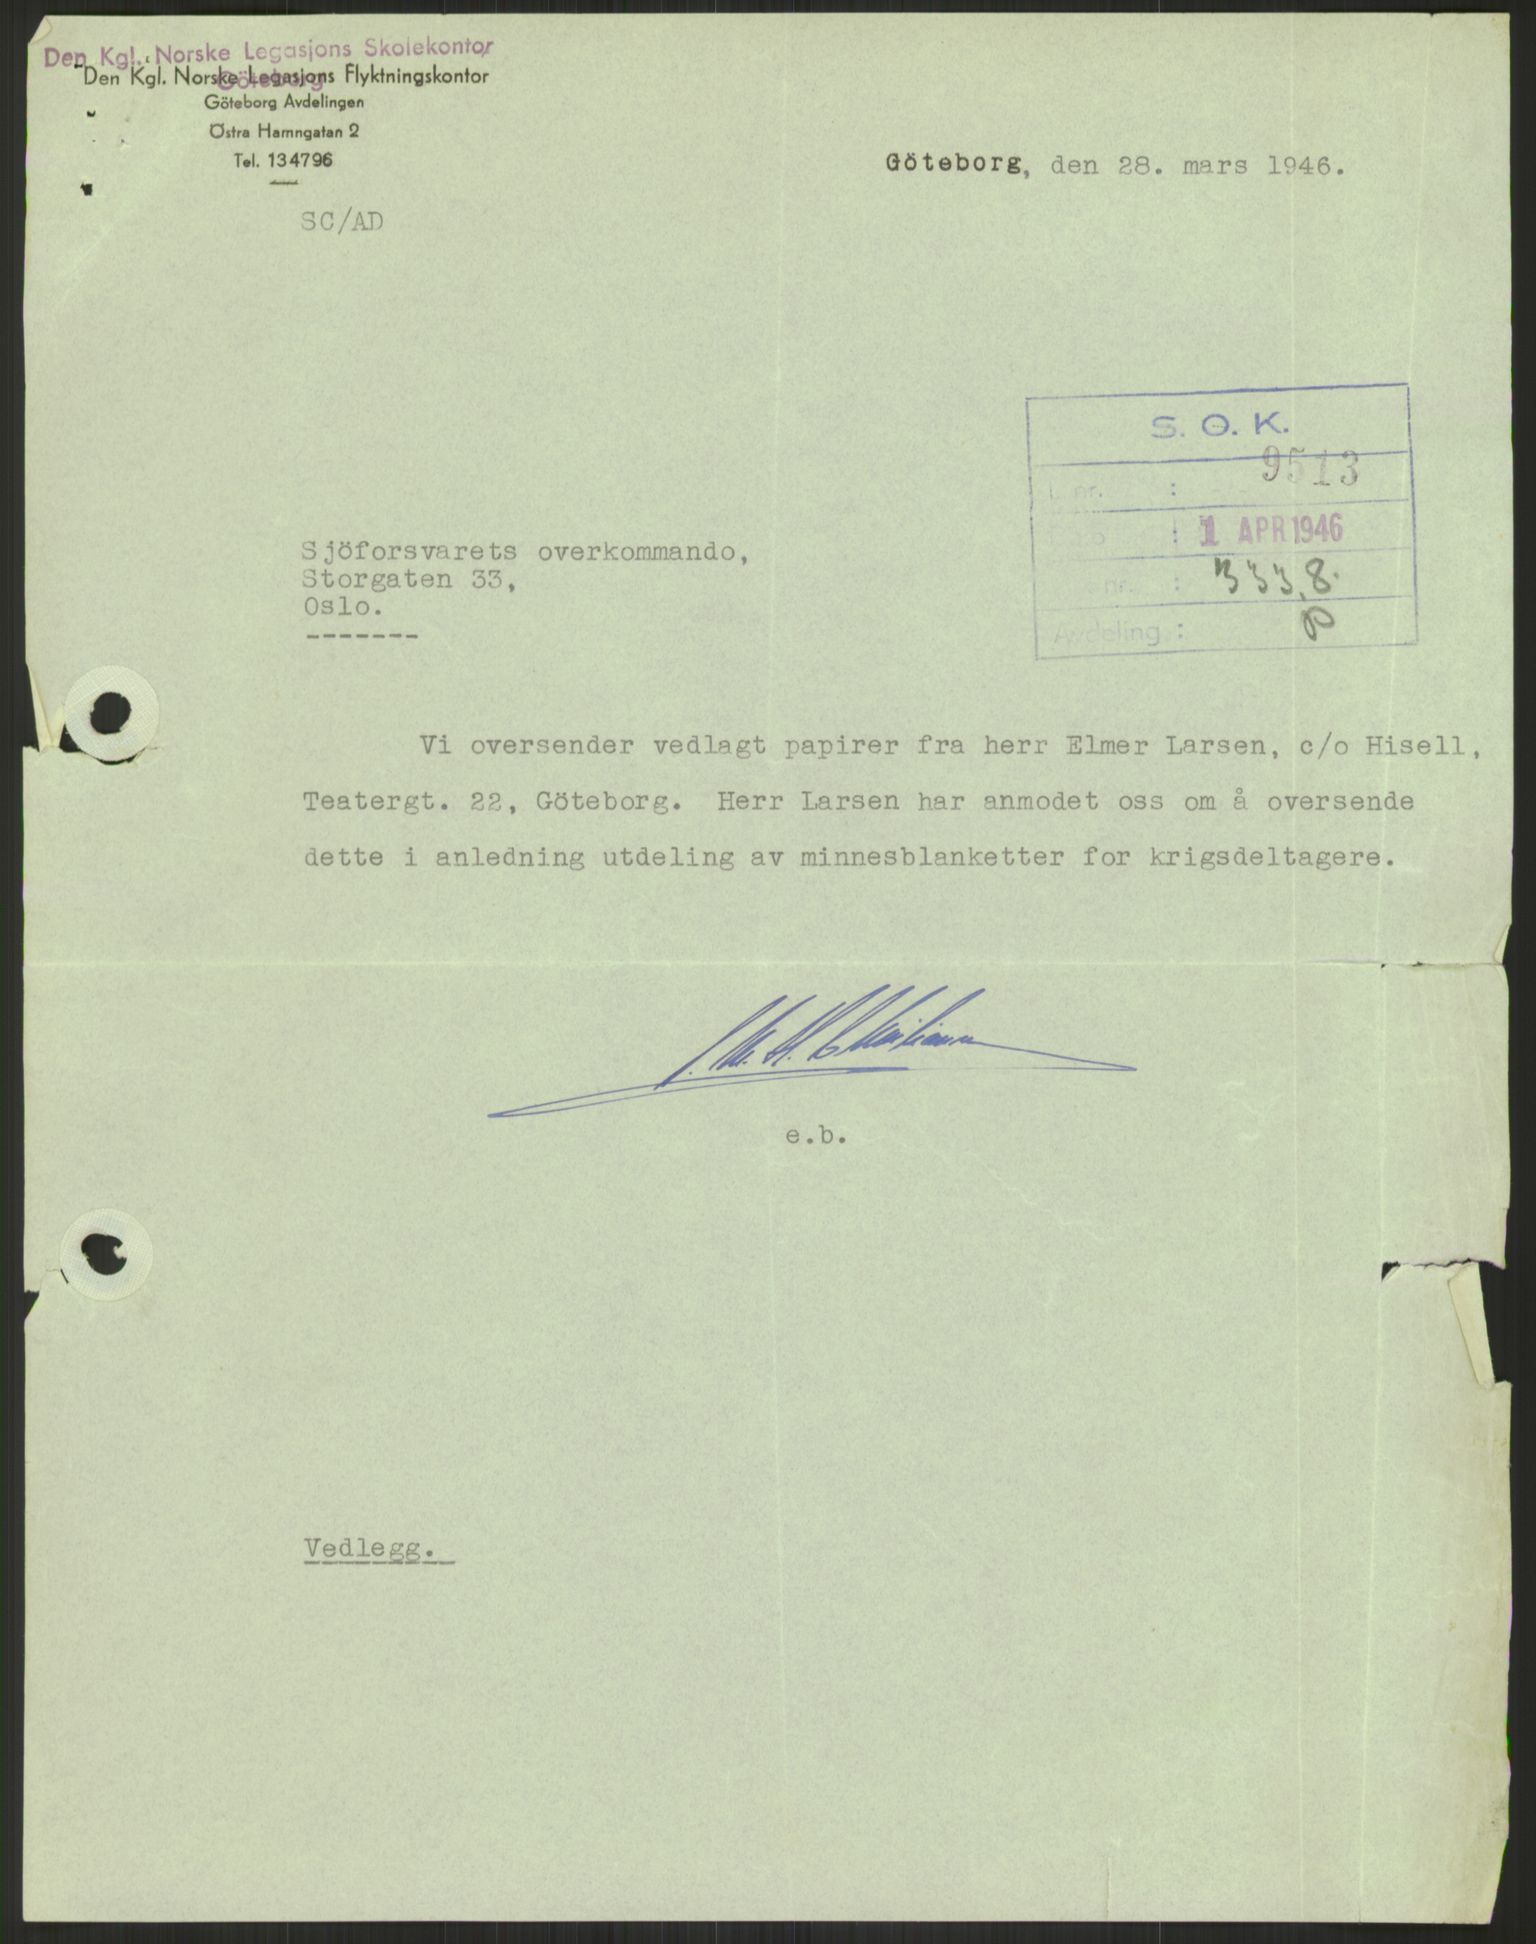 Den Kgl. Norske Legasjons Skolekontor
Göteborg
Den Kgl. Norske Legasjons Flyktningskontor
Göteborg Avdelingen
Östra Hamngatan 2
Tel. 134796
Göteborg, den 28. mars 1946.
SC/AD
S. O. K.
nr. : 9513
: 1 APR 1946
nr. : 333.8
Avdeling :
Sjöforsvarets overkommando,
Storgaten 33,
Oslo.
-------
Vi oversender vedlagt papirer fra herr Elmer Larsen, c/o Hisell,
Teatergt. 22, Göteborg. Herr Larsen har anmodet oss om å oversende
dette i anledning utdeling av minnesblanketter for krigsdeltagere.
e.b.
Vedlegg.